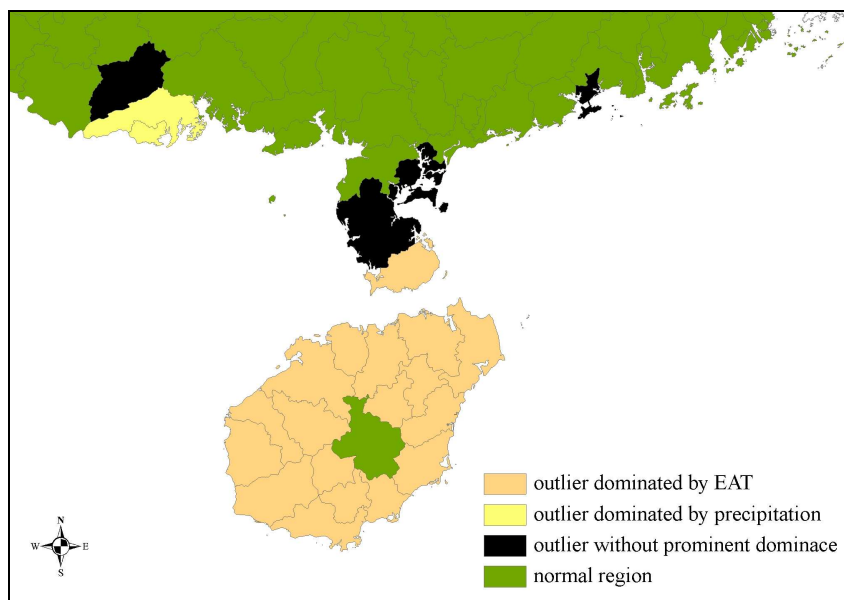 outlier dominated by EAT
outlier dominated by precipitation
outlier without prominent dominace
normal region
N
W E
S